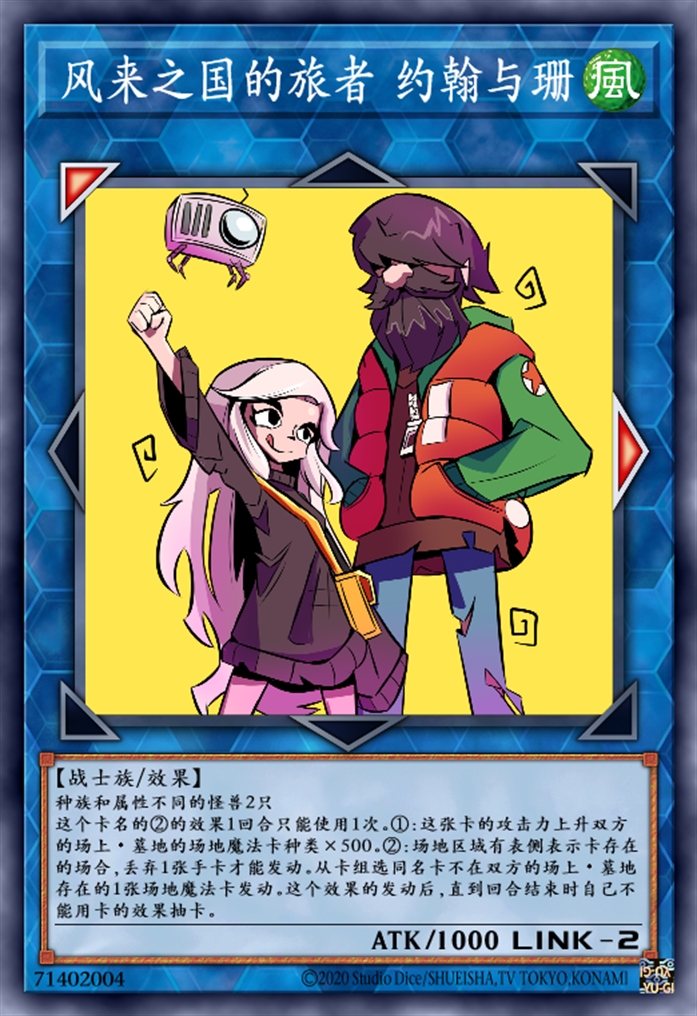 风来之国的旅者 约翰与珊
風
【战士族/效果】
种族和属性不同的怪兽2只
这个卡名的②的效果1回合只能使用1次。①:这张卡的攻击力上升双方
的场上・墓地的场地魔法卡种类×500。②:场地区域有表侧表示卡存在
的场合,丢弃1张手卡才能发动。从卡组选同名卡不在双方的场上・墓地
存在的1张场地魔法卡发动。这个效果的发动后,直到回合结束时自己不
能用卡的效果抽卡。
ATK/1000 LINK-2
71402004
©2020 Studio Dice/SHUEISHA,TV TOKYO,KONAMI